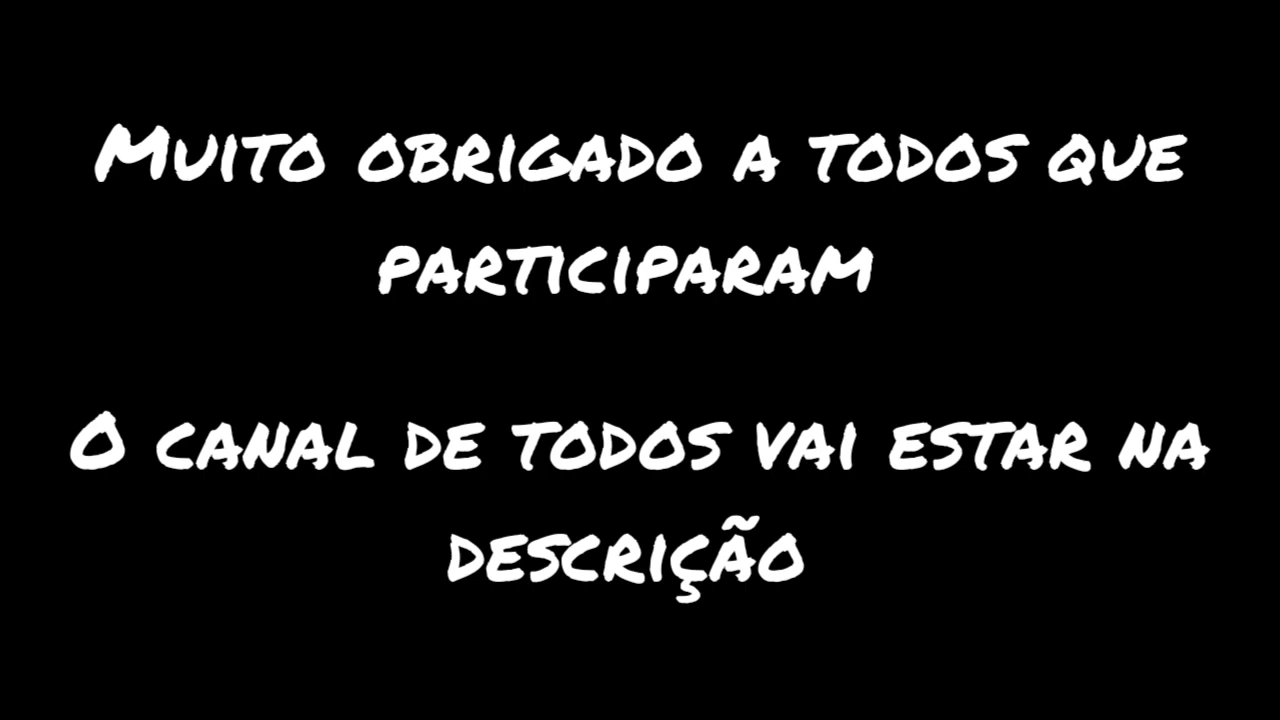 Muito obrigado a todos que
participaram
O canal de todos vai estar na
descrição